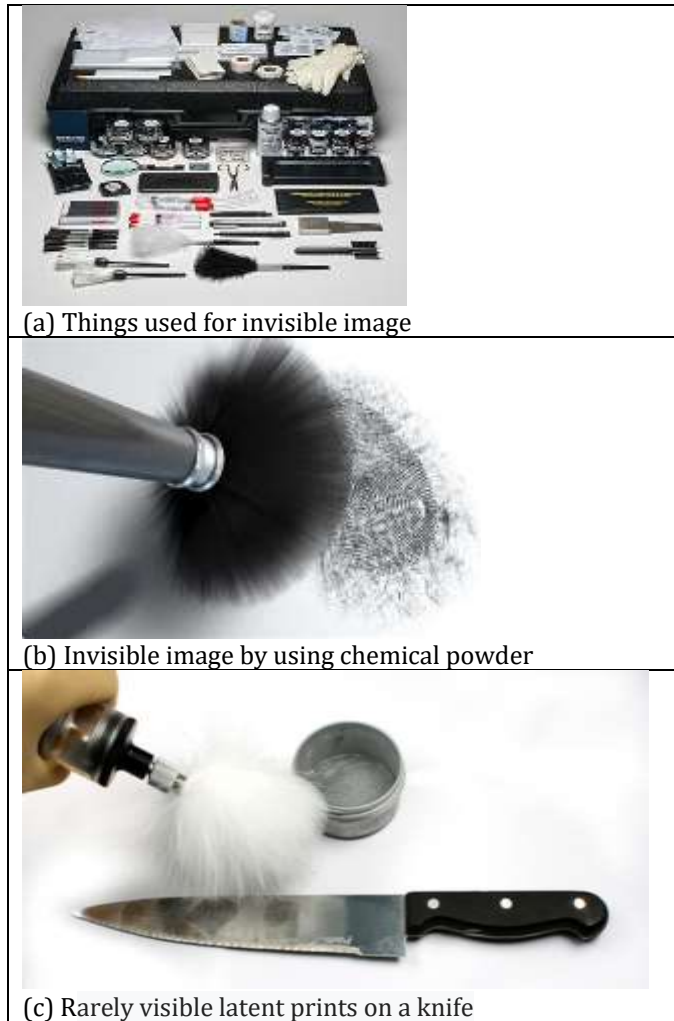 (a) Things used for invisible image
(b) Invisible image by using chemical powder
(c) Rarely visible latent prints on a knife